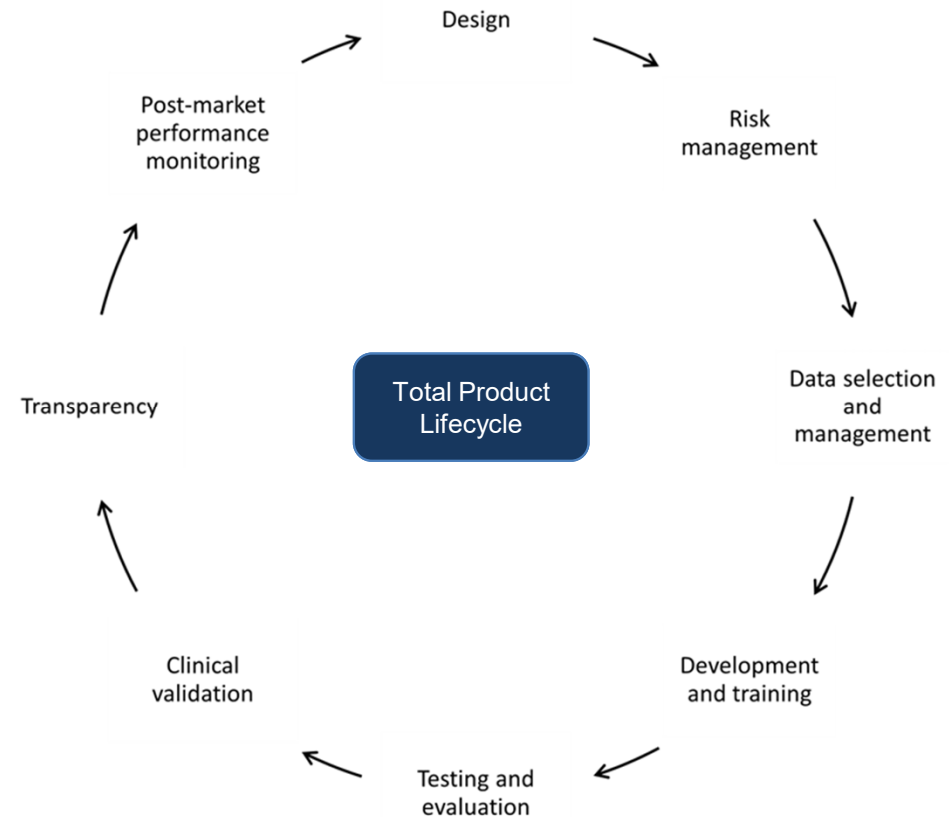 Design
Risk
management
Data selection
and
management
Development
and training
Testing and
evaluation
Clinical
validation
Transparency
Post-market
performance
monitoring
Total Product
Lifecycle